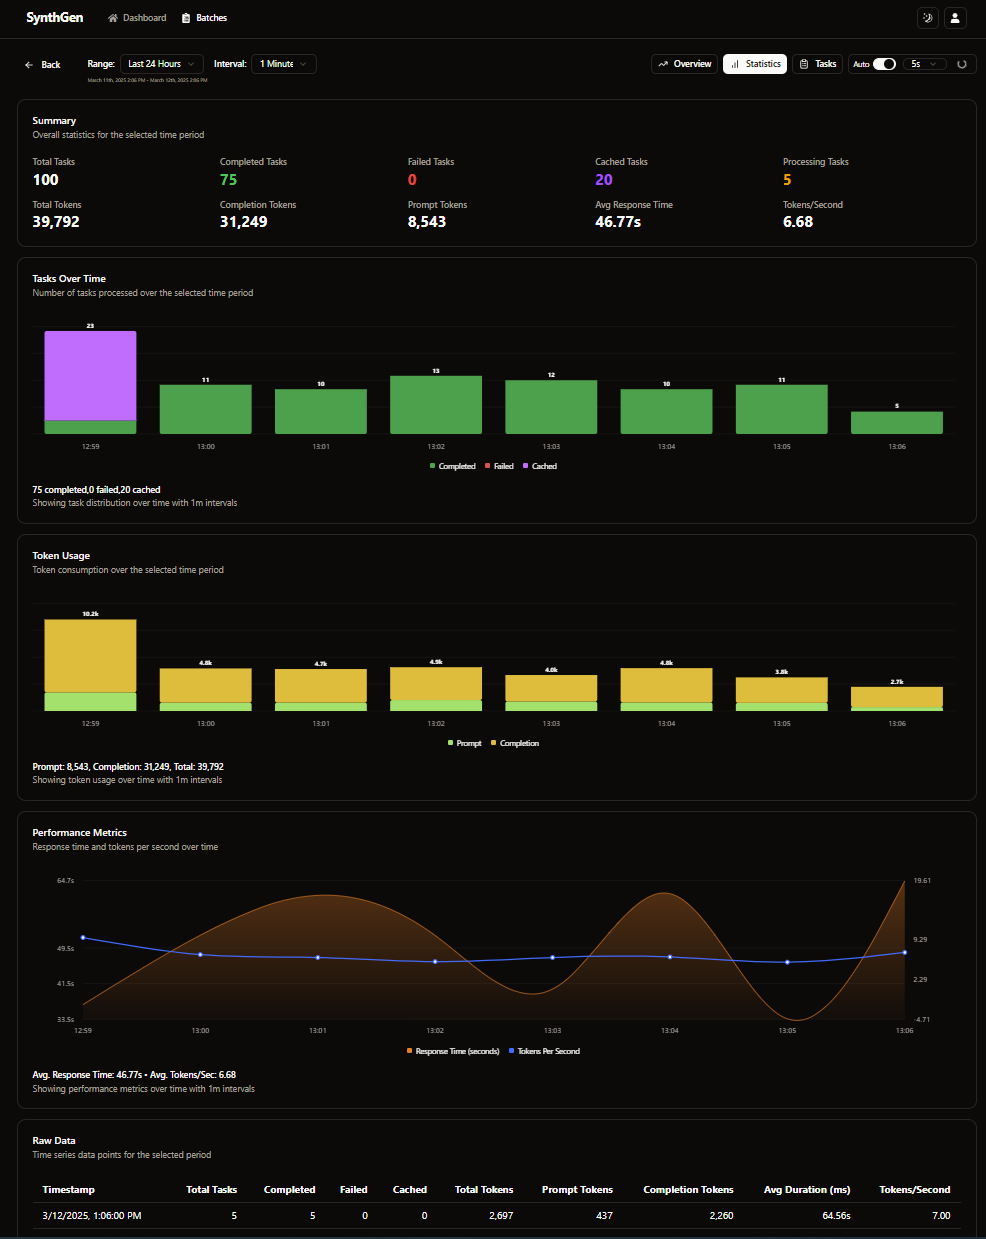 SynthGen Dashboard Batches
Back Range: Last 24 Hours Interval: 1 Minute Overview Statistics Tasks Auto 5s
March 11th, 2025 2:06 PM - March 12th, 2025 2:06 PM
Summary
Overall statistics for the selected time period
Total Tasks Completed Tasks Failed Tasks Cached Tasks Processing Tasks
100 75 0 20 5
Total Tokens Completion Tokens Prompt Tokens Avg Response Time Tokens/Second
39,792 31,249 8,543 46.77s 6.68
Tasks Over Time
Number of tasks processed over the selected time period
23 11 10 13 12 10 11 5
12:59 13:00 13:01 13:02 13:03 13:04 13:05 13:06
Completed Failed Cached
75 completed,0 failed,20 cached
Showing task distribution over time with 1m intervals
Token Usage
Token consumption over the selected time period
10.2k 4.8k 4.7k 4.9k 4.0k 4.8k 3.8k 2.7k
12:59 13:00 13:01 13:02 13:03 13:04 13:05 13:06
Prompt Completion
Prompt: 8,543, Completion: 31,249, Total: 39,792
Showing token usage over time with 1m intervals
Performance Metrics
Response time and tokens per second over time
64.7s 19.61
49.5s 9.29
41.5s 2.29
33.5s -4.71
12:59 13:00 13:01 13:02 13:03 13:04 13:05 13:06
Response Time (seconds) Tokens Per Second
Avg. Response Time: 46.77s • Avg. Tokens/Sec: 6.68
Showing performance metrics over time with 1m intervals
Raw Data
Time series data points for the selected period
Timestamp Total Tasks Completed Failed Cached Total Tokens Prompt Tokens Completion Tokens Avg Duration (ms) Tokens/Second
3/12/2025, 1:06:00 PM 5 5 0 0 2,697 437 2,260 64.56s 7.00